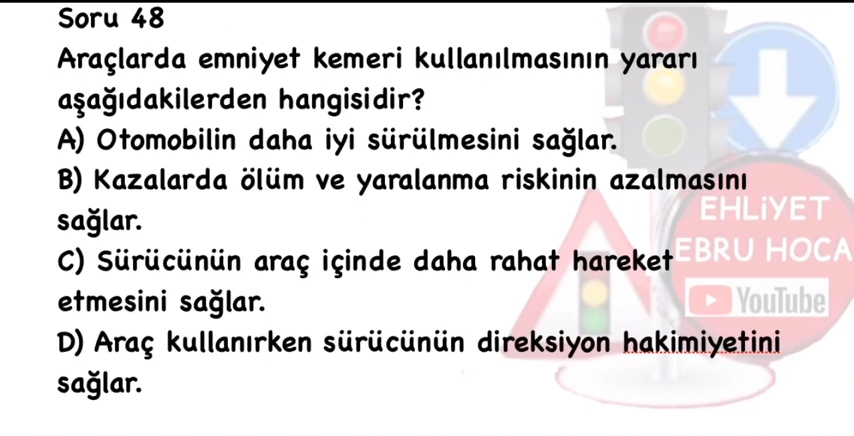 Soru 48
Araçlarda emniyet kemeri kullanılmasının yararı
aşağıdakilerden hangisidir?
A) Otomobilin daha iyi sürülmesini sağlar.
B) Kazalarda ölüm ve yaralanma riskinin azalmasını
sağlar.
C) Sürücünün araç içinde daha rahat hareket
etmesini sağlar.
D) Araç kullanırken sürücünün direksiyon hakimiyetini
sağlar.
EHLİYET
EBRU HOCA
YouTube